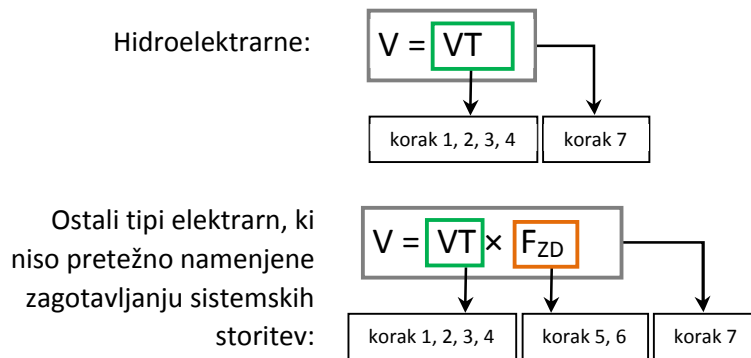 Hidroelektrarne:
V = VT
korak 1, 2, 3, 4
korak 7
Ostali tipi elektrarn, ki
niso pretežno namenjene
zagotavljanju sistemskih
storitev:
V = VT × F_ZD
korak 1, 2, 3, 4
korak 5, 6
korak 7